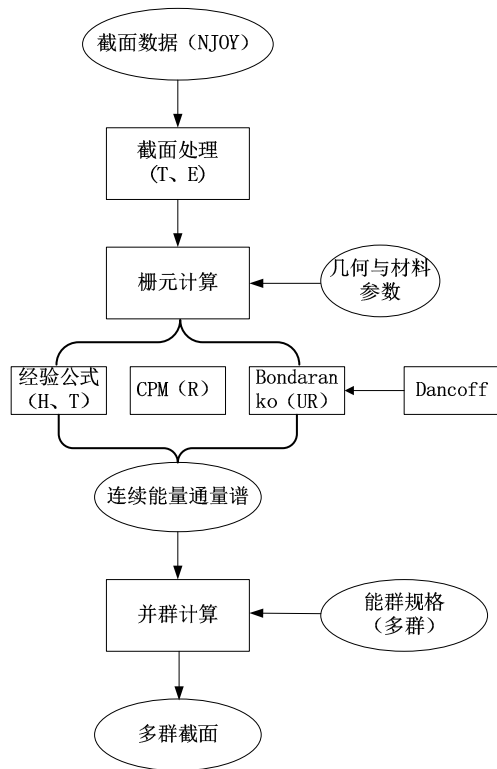 截面数据（NJOY）
截面处理
(T、E)
栅元计算
几何与材料
参数
经验公式
（H、T）
CPM（R）
Bondaran
ko（UR）
Dancoff
连续能量通量谱
并群计算
能群规格
（多群）
多群截面